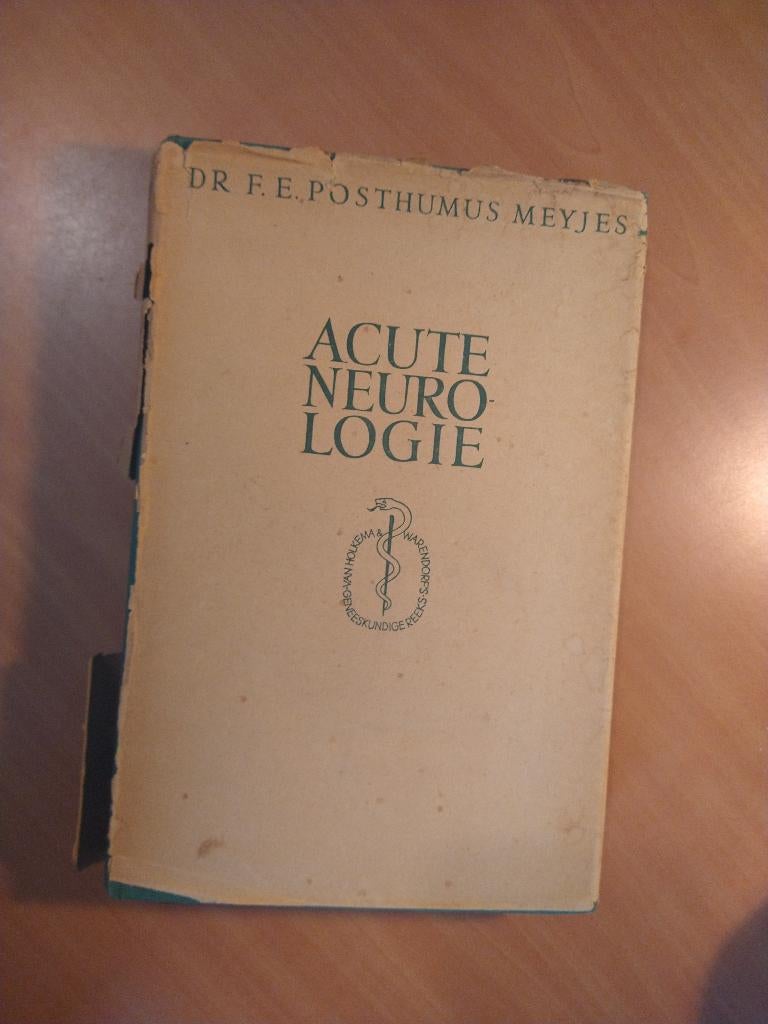 DR F. E. POSTHUMUS MEYJES
ACUTE
NEURO-
LOGIE
VAN HOLKEMA & WARENDORF'S
GENEESKUNDIGE REEKS